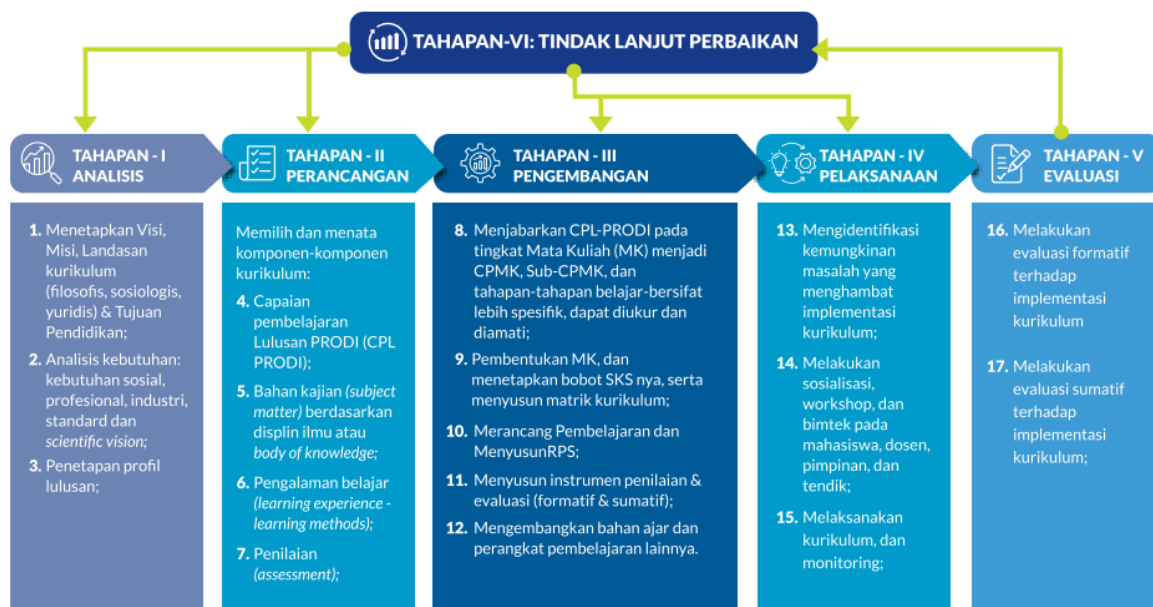 TAHAPAN-VI: TINDAK LANJUT PERBAIKAN
TAHAPAN - I
ANALISIS
1. Menetapkan Visi,
Misi, Landasan
kurikulum
(filosofis, sosiologis,
yuridis) & Tujuan
Pendidikan;
2. Analisis kebutuhan:
kebutuhan sosial,
profesional, industri,
standard dan
scientific vision;
3. Penetapan profil
lulusan;
TAHAPAN - II
PERANCANGAN
Memilih dan menata
komponen-komponen
kurikulum:
4. Capaian
pembelajaran
Lulusan PRODI (CPL
PRODI);
5. Bahan kajian (subject
matter) berdasarkan
displin ilmu atau
body of knowledge;
6. Pengalaman belajar
(learning experience -
learning methods);
7. Penilaian
(assessment);
TAHAPAN - III
PENGEMBANGAN
8. Menjabarkan CPL-PRODI pada
tingkat Mata Kuliah (MK) menjadi
CPMK, Sub-CPMK, dan
tahapan-tahapan belajar-bersifat
lebih spesifik, dapat diukur dan
diamati;
9. Pembentukan MK, dan
menetapkan bobot SKS nya, serta
menyusun matrik kurikulum;
10. Merancang Pembelajaran dan
MenyusunRPS;
11. Menyusun instrumen penilaian &
evaluasi (formatif & sumatif);
12. Mengembangkan bahan ajar dan
perangkat pembelajaran lainnya.
TAHAPAN - IV
PELAKSANAAN
13. Mengidentifikasi
kemungkinan
masalah yang
menghambat
implementasi
kurikulum;
14. Melakukan
sosialisasi,
workshop, dan
bimtek pada
mahasiswa, dosen,
pimpinan, dan
tendik;
15. Melaksanakan
kurikulum, dan
monitoring;
TAHAPAN - V
EVALUASI
16. Melakukan
evaluasi formatif
terhadap
implementasi
kurikulum
17. Melakukan
evaluasi sumatif
terhadap
implementasi
kurikulum;